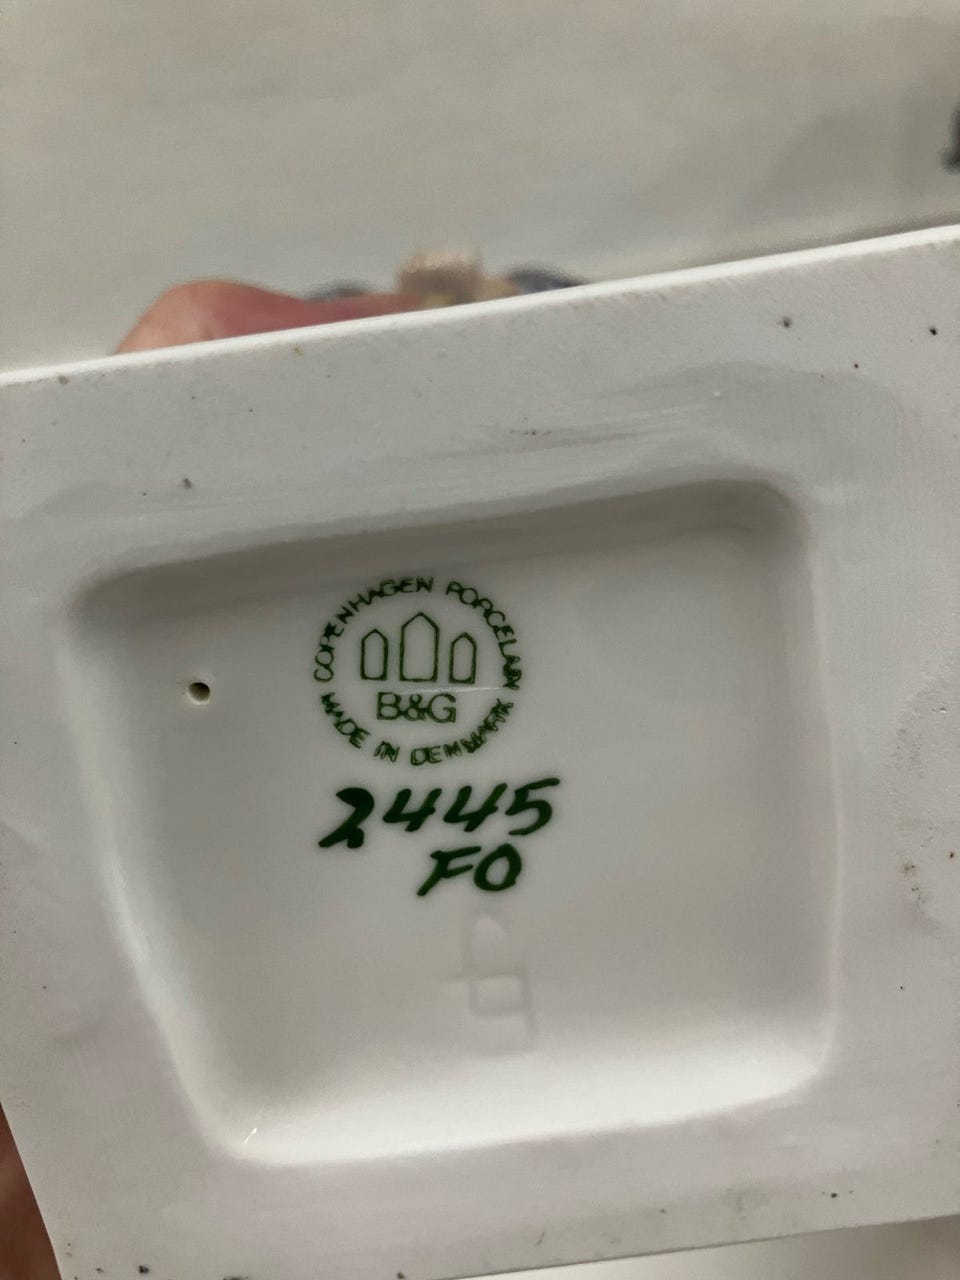 COPENHAGEN PORCELAIN
B&G
MADE IN DENMARK
2445
FO